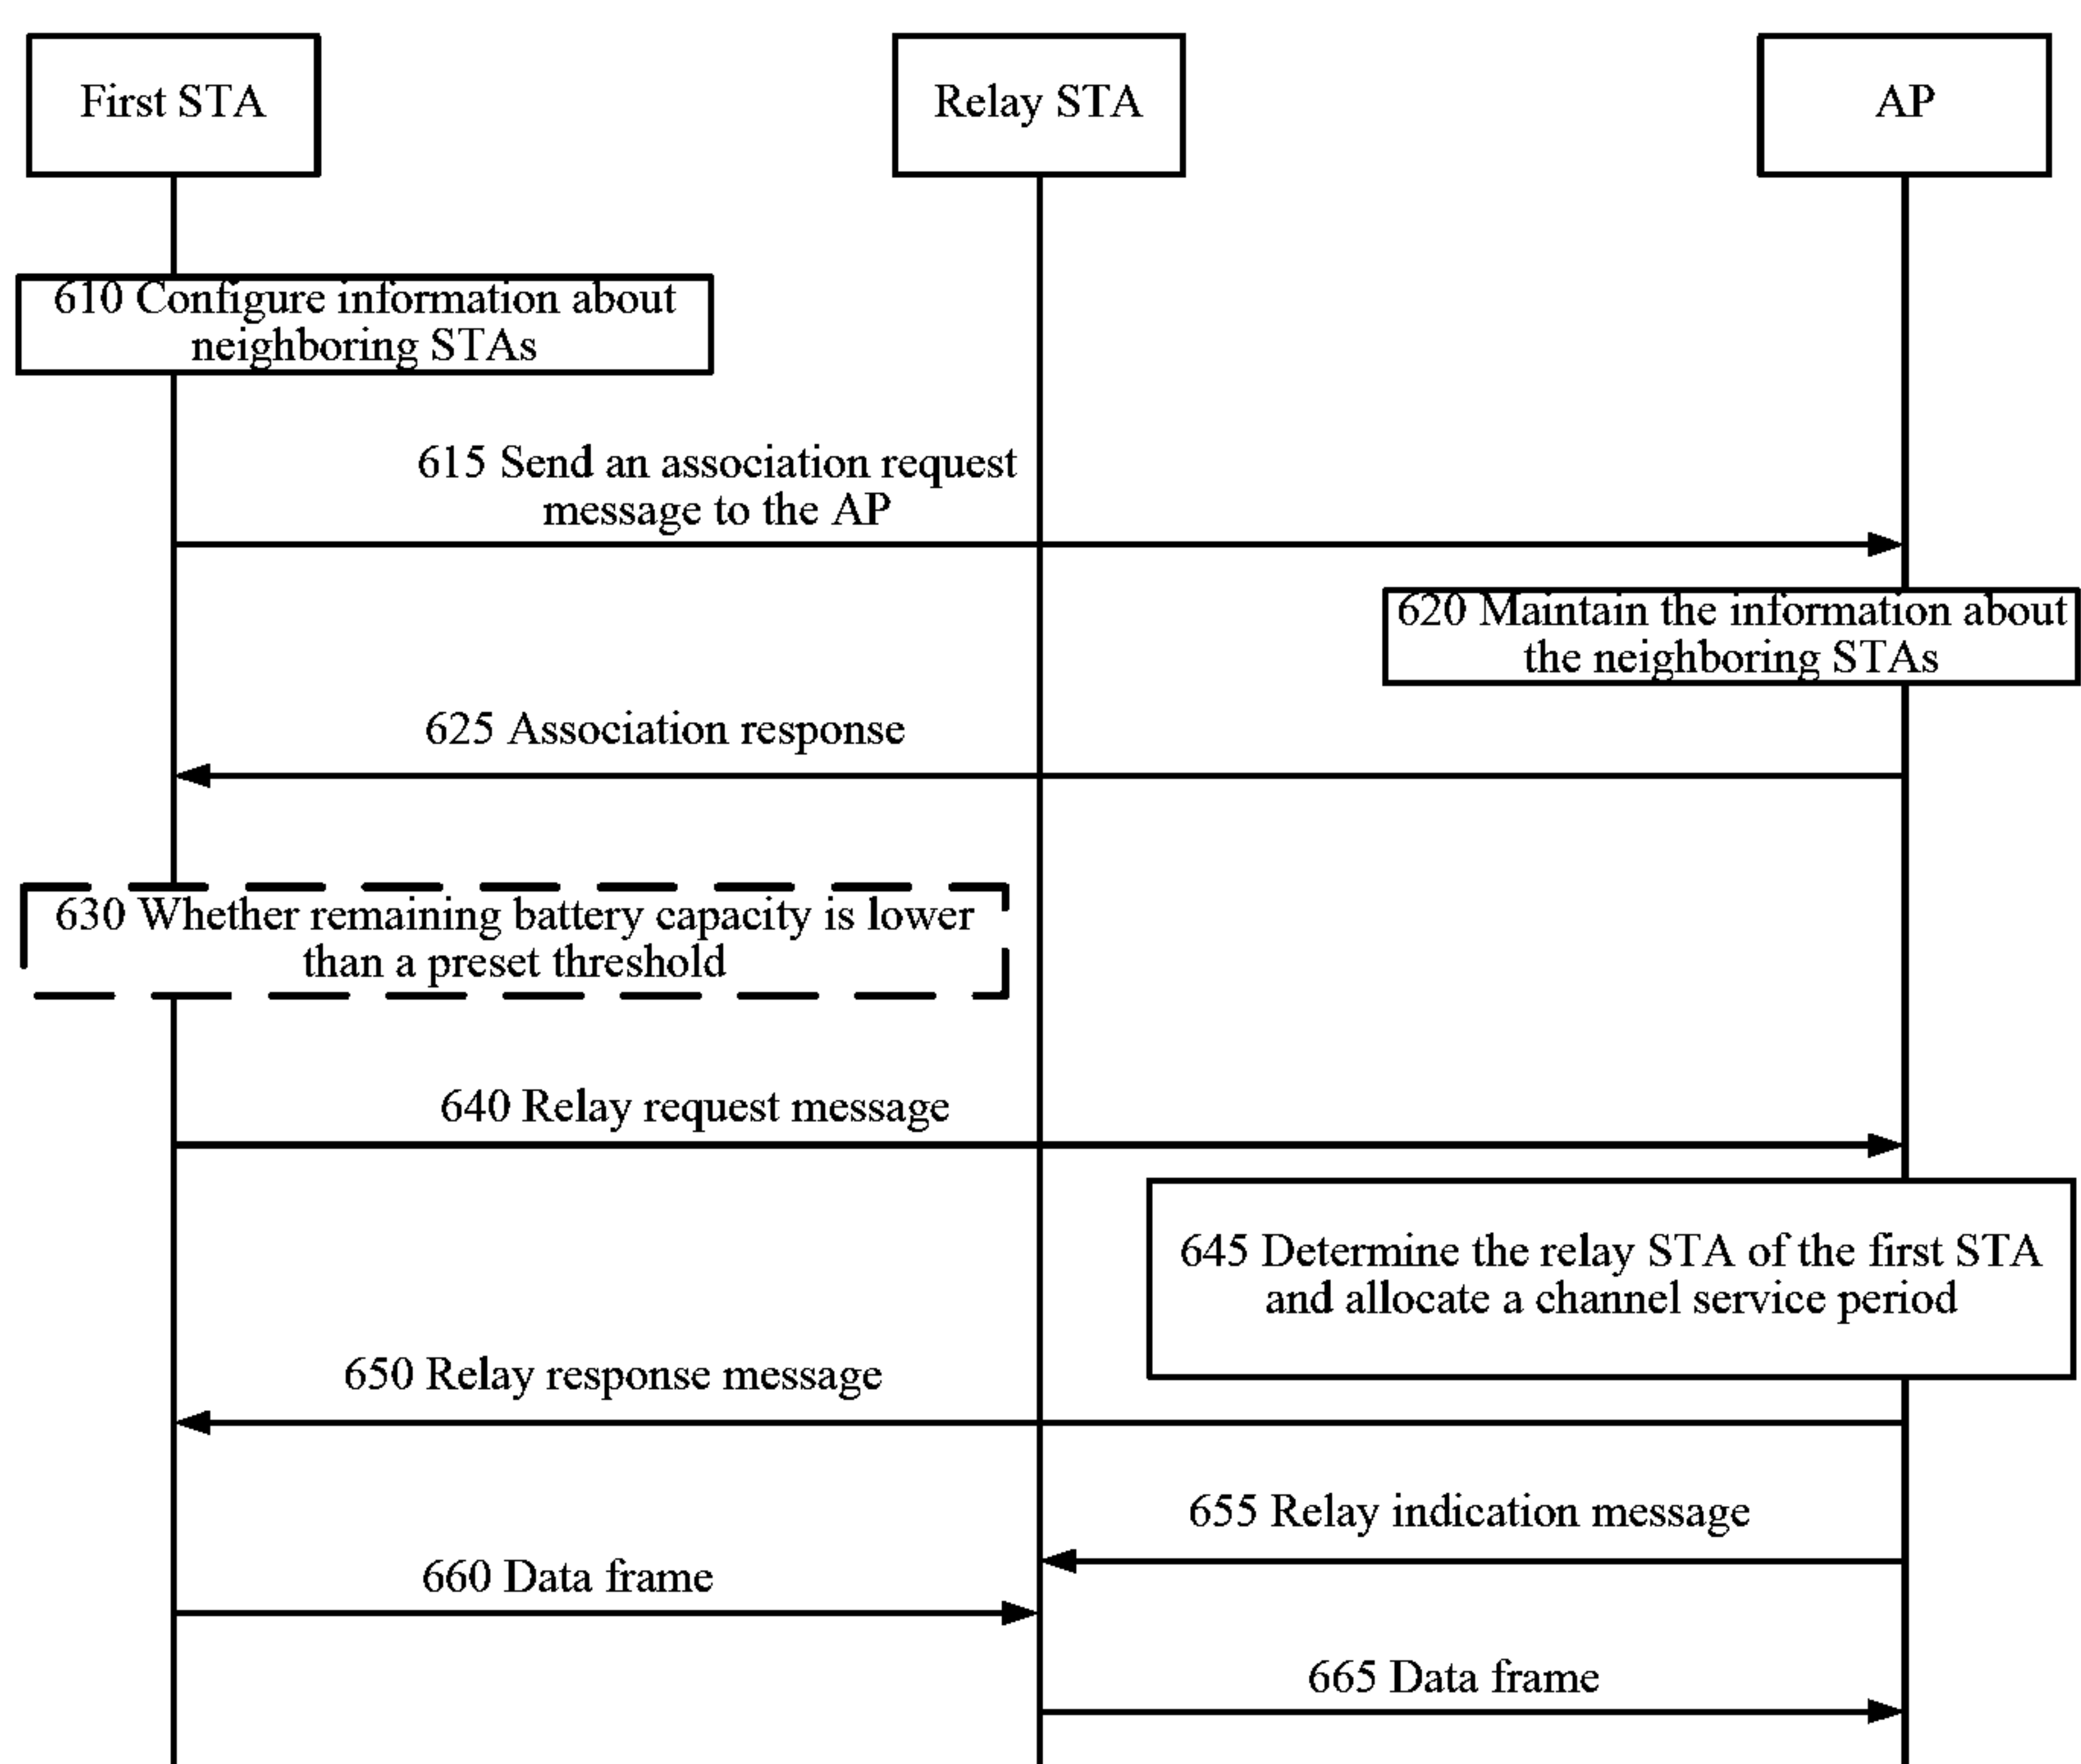 First STA
Relay STA
AP
610 Configure information about
neighboring STAs
615 Send an association request
message to the AP
620 Maintain the information about
the neighboring STAs
625 Association response
630 Whether remaining battery capacity is lower
than a preset threshold
640 Relay request message
645 Determine the relay STA of the first STA
and allocate a channel service period
650 Relay response message
655 Relay indication message
660 Data frame
665 Data frame